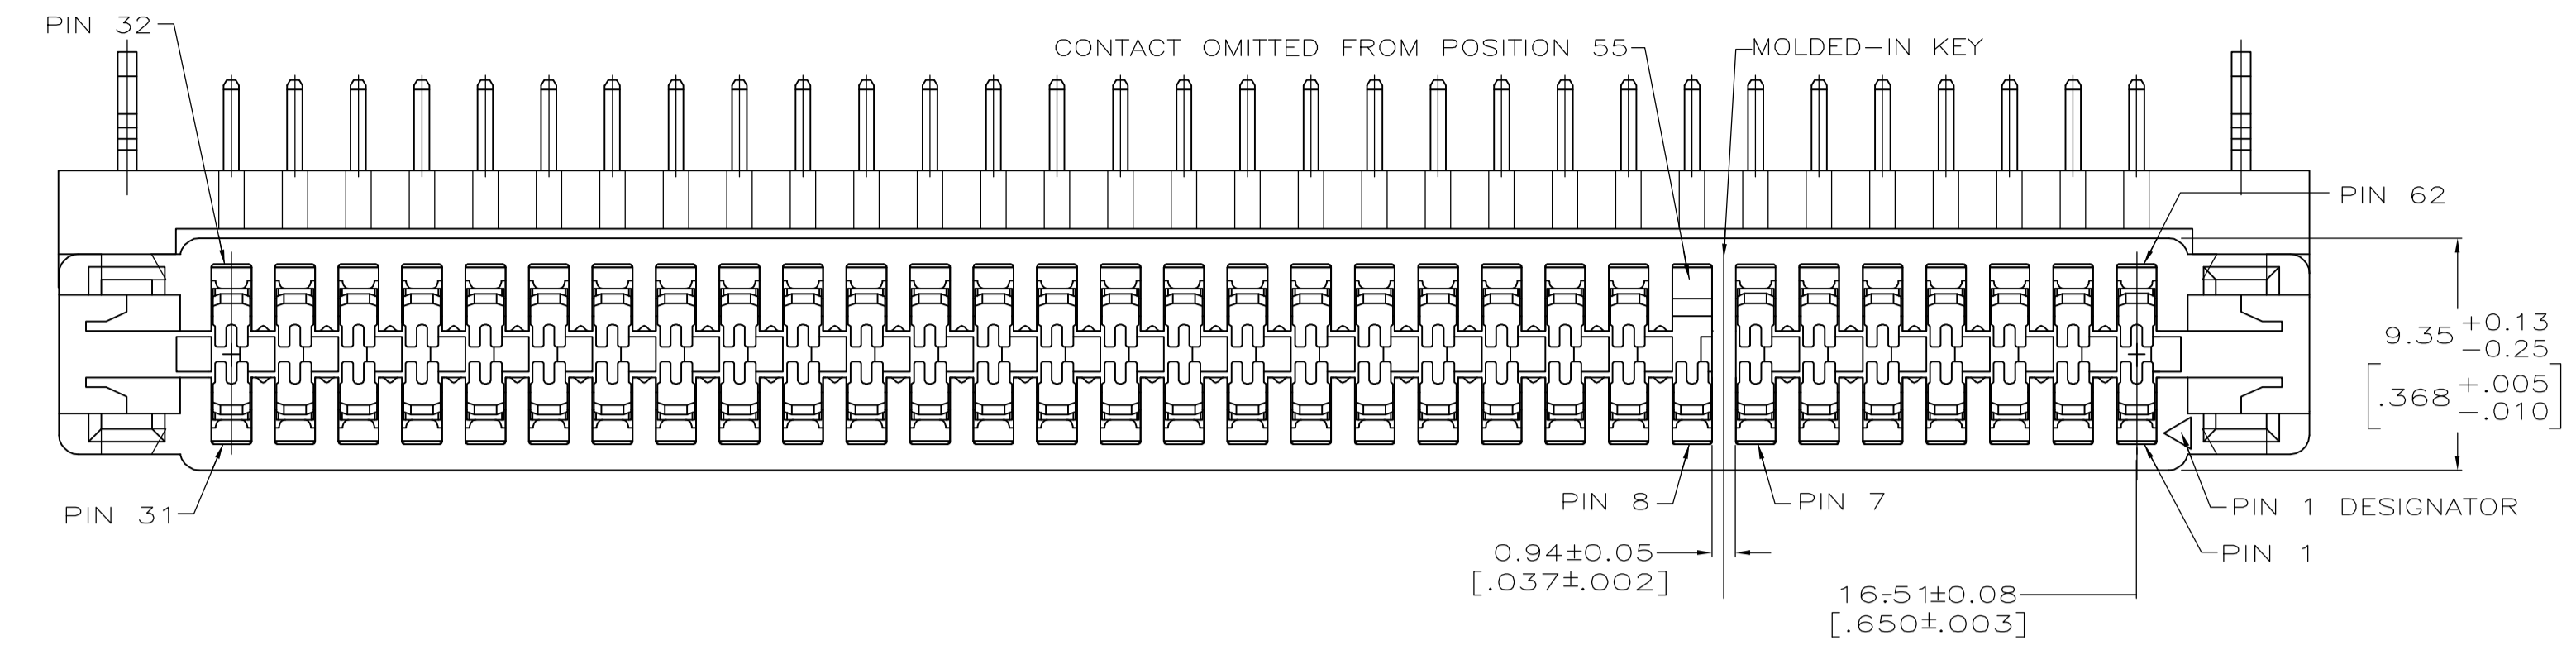 PIN 32
CONTACT OMITTED FROM POSITION 55
MOLDED-IN KEY
PIN 62
9.35 +0.13 -0.25
[.368 +.005 -.010]
PIN 31
PIN 8
PIN 7
PIN 1 DESIGNATOR
PIN 1
0.94±0.05
[.037±.002]
16.51±0.08
[.650±.003]